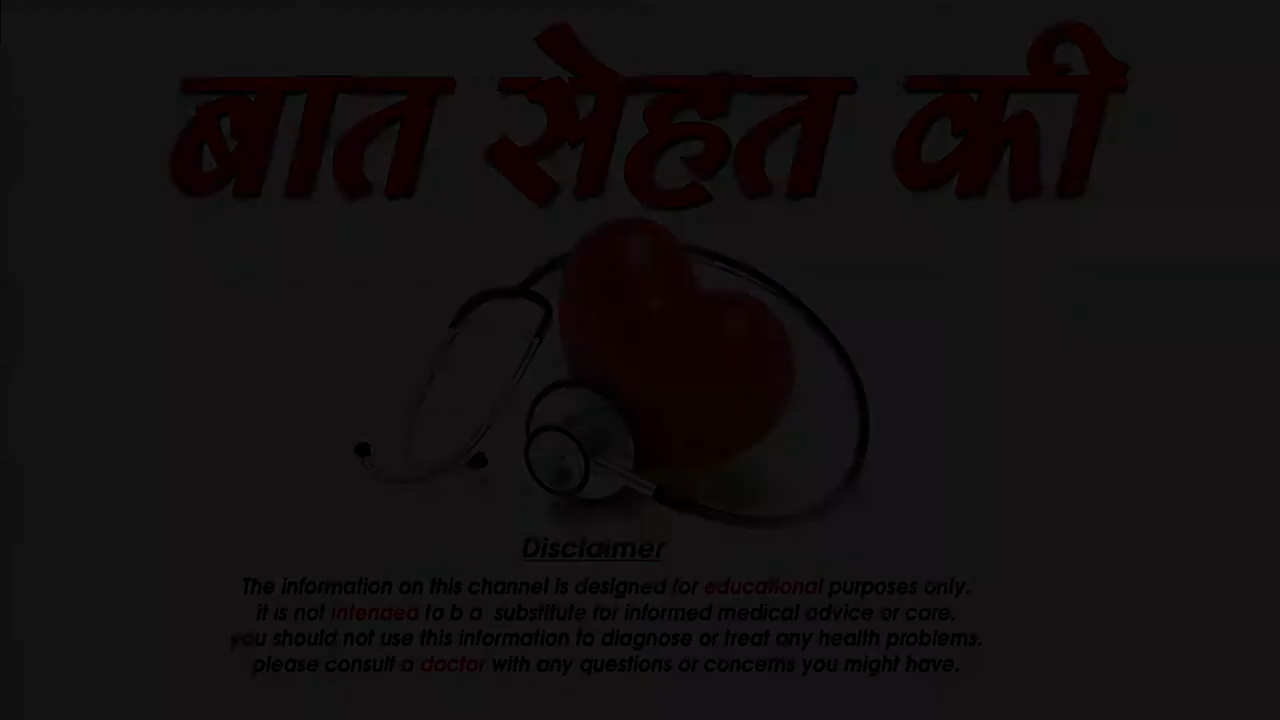 बात सेहत की
Disclaimer
The information on this channel is designed for educational purposes only.
it is not intended to b a substitute for informed medical advice or care.
you should not use this information to diagnose or treat any health problems.
please consult a doctor with any questions or concerns you might have.